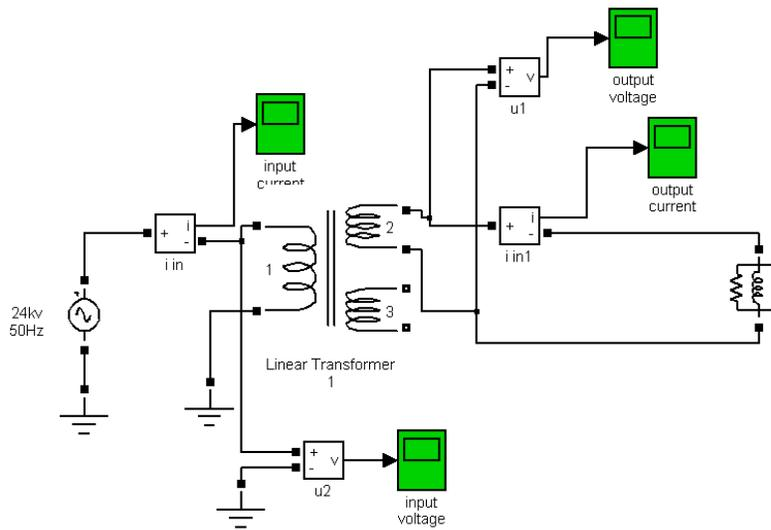 output
voltage
+
-
v
u1
input
current
output
current
+
-
i
i in
+
-
i
i in1
1
2
3
24kv
50Hz
Linear Transformer
1
+
-
v
u2
input
voltage